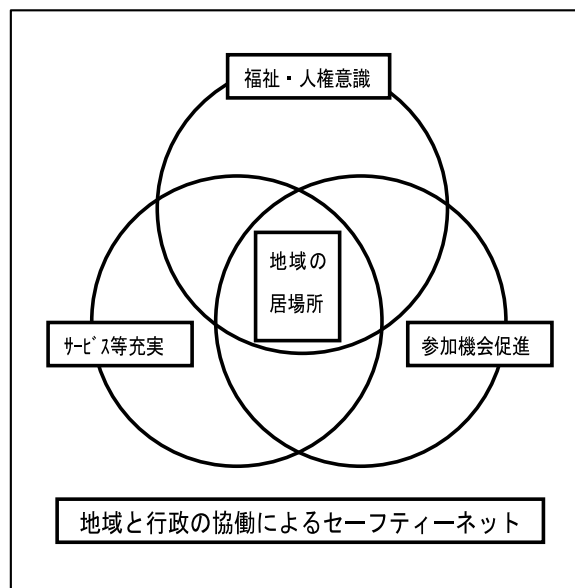 福祉・人権意識
地域の
居場所
ｻｰﾋﾞｽ等充実
参加機会促進
地域と行政の協働によるセーフティーネット